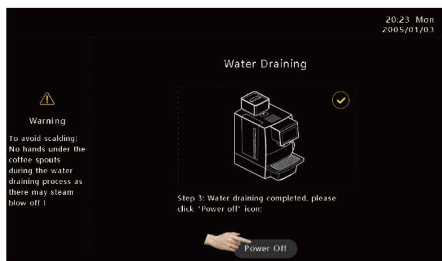 20:23 Mon
2005/01/03
Water Draining
Warning
To avoid scalding:
No hands under the
coffee spouts
during the water
draining process as
there may steam
blow off !
Step 3: Water draining completed, please
click "Power off" icon;
Power Off